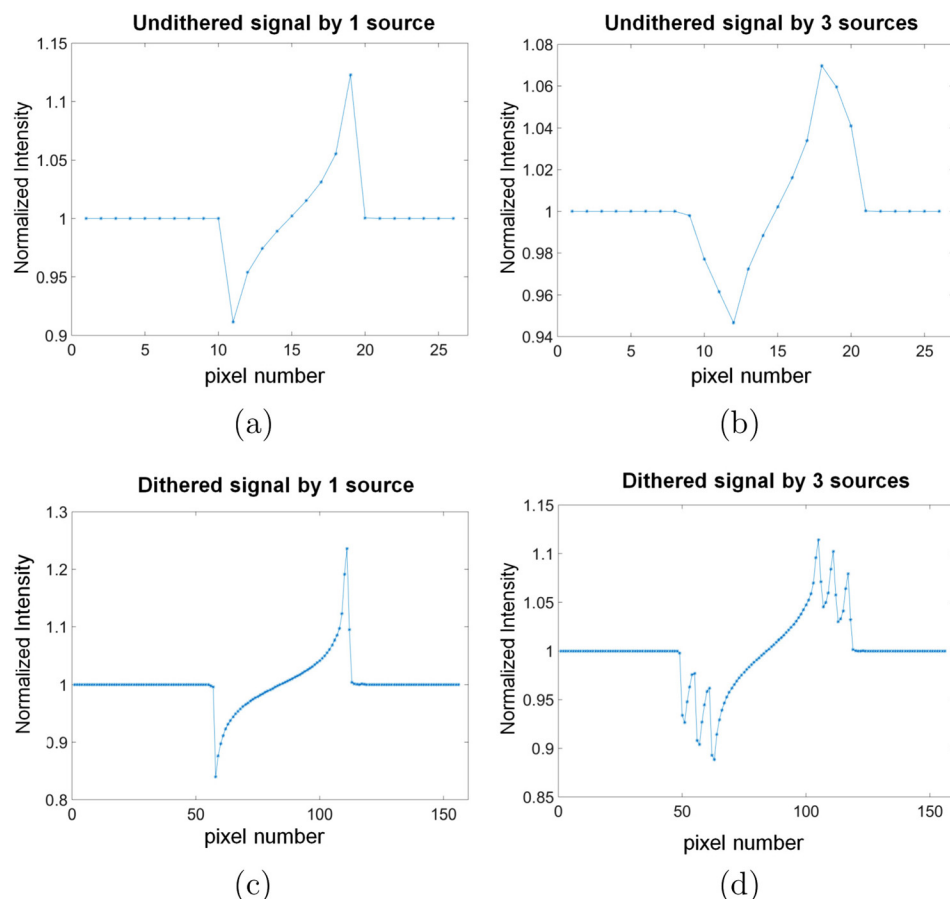 Undithered signal by 1 source
1.15
1.1
1.05
1
0.95
0.9
Normalized Intensity
0 5 10 15 20 25
pixel number
(a)
Undithered signal by 3 sources
1.08
1.06
1.04
1.02
1
0.98
0.96
0.94
Normalized Intensity
0 5 10 15 20 25
pixel number
(b)
Dithered signal by 1 source
1.3
1.2
1.1
1
0.9
0.8
Normalized Intensity
0 50 100 150
pixel number
(c)
Dithered signal by 3 sources
1.15
1.1
1.05
1
0.95
0.9
0.85
Normalized Intensity
0 50 100 150
pixel number
(d)